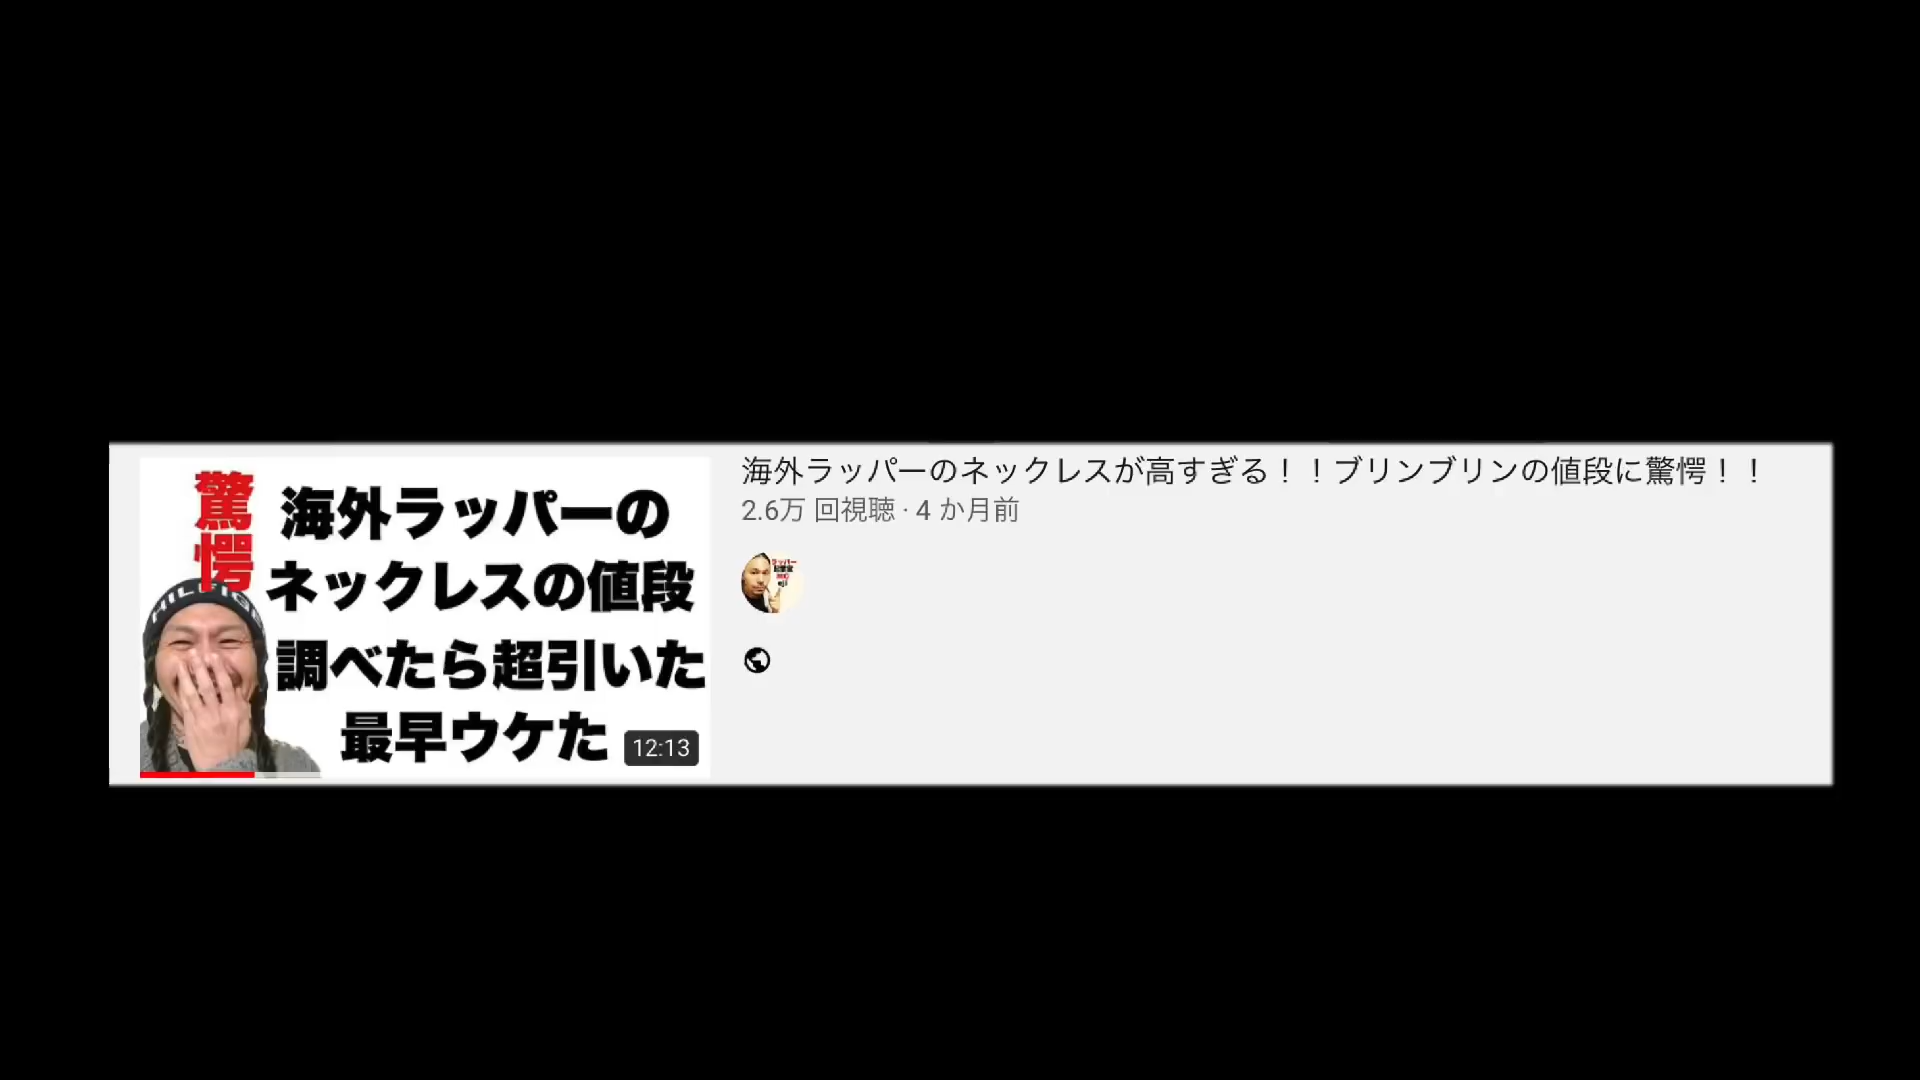 驚愕
海外ラッパーの
ネックレスの値段
調べたら超引いた
最早ウケた
12:13
海外ラッパーのネックレスが高すぎる！！ブリンブリンの値段に驚愕！！
2.6万 回視聴 · 4 か月前